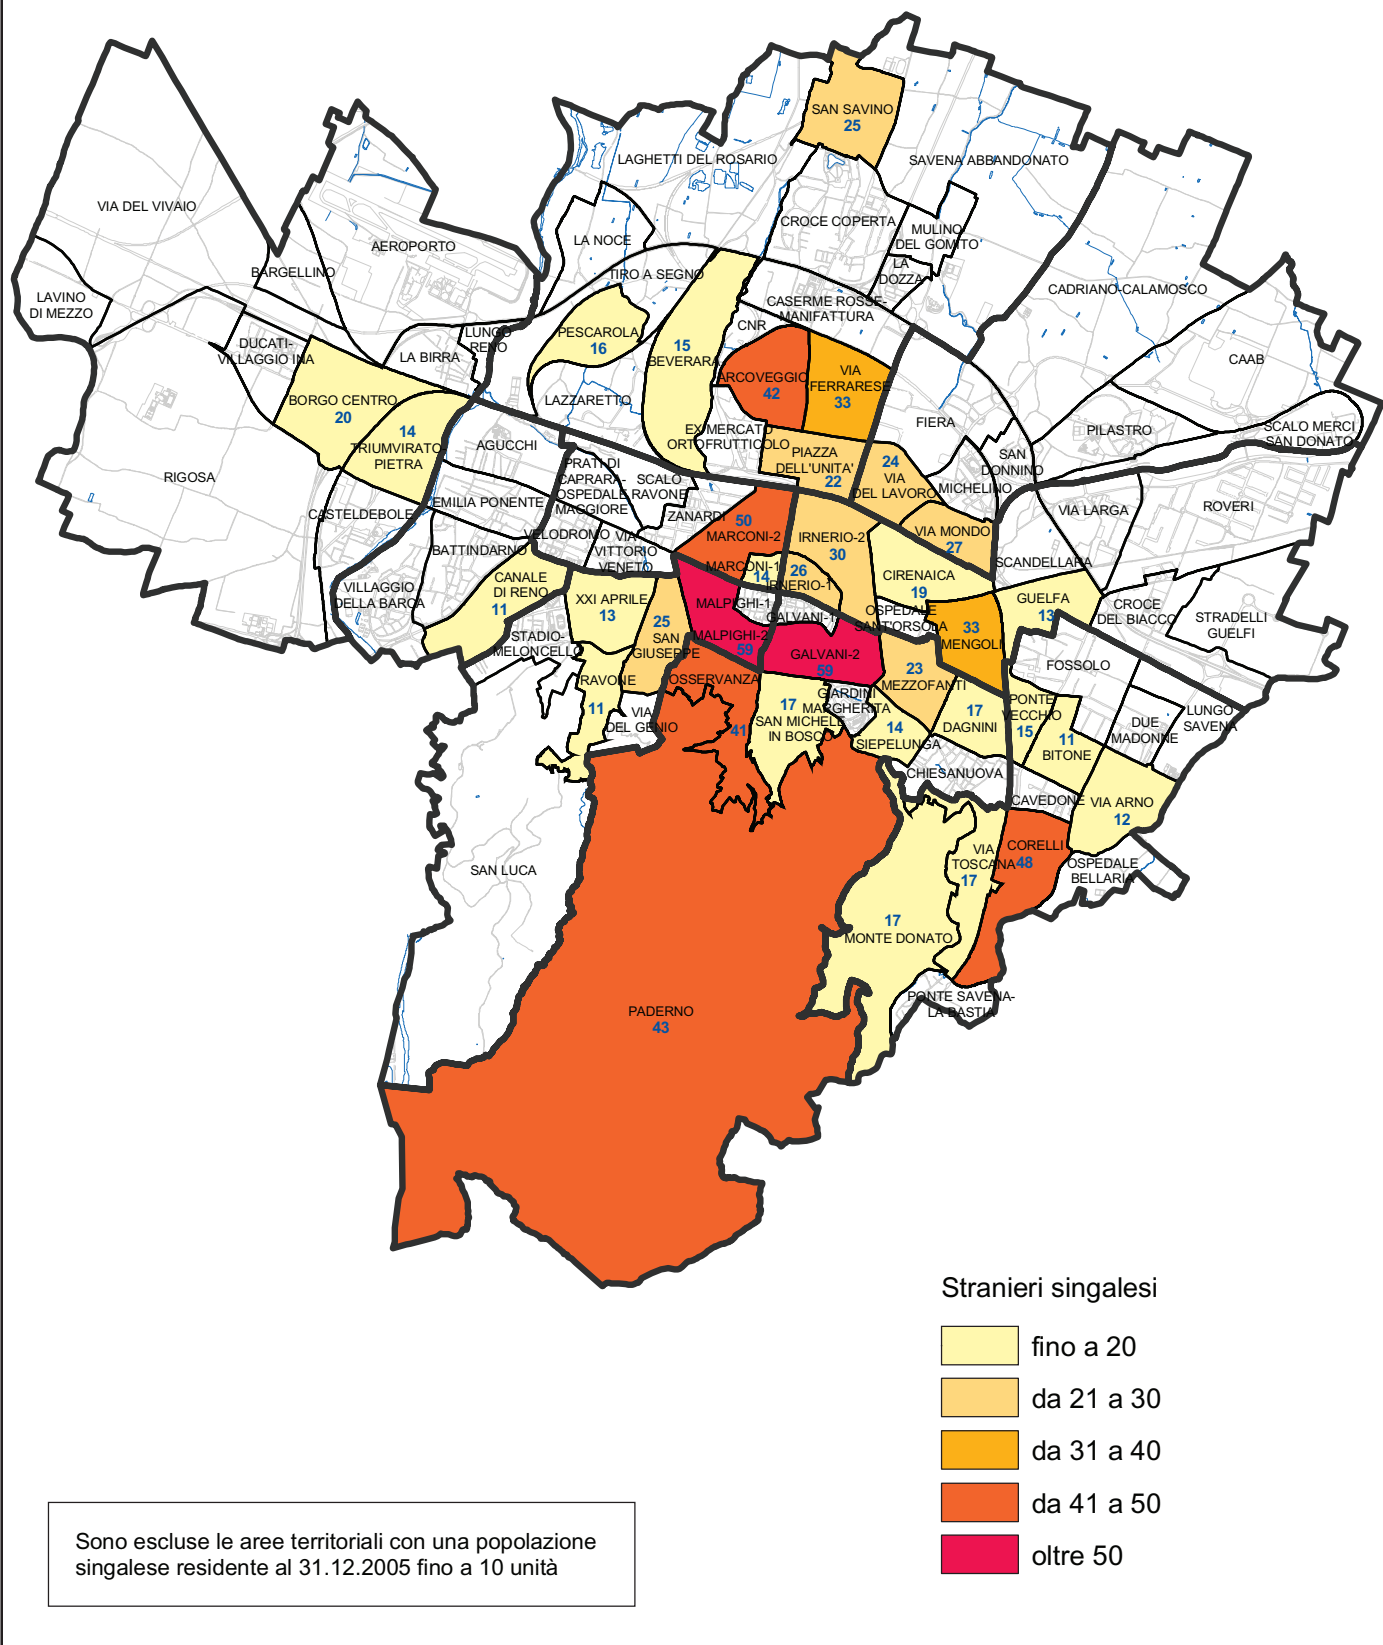 SAN SAVINO
25
LAGHETTI DEL ROSARIO
SAVENA ABBANDONATO
VIA DEL VIVAIO
CROCE COPERTA
MULINO
DEL GOMITO
LA NOCE
AEROPORTO
BARGELLINO
TIRO A SEGNO
LA
DOZZA
CADRIANO-CALAMOSCO
LAVINO
DI MEZZO
CASERME ROSSE-
MANIFATTURA
CNR
PESCAROLA
16
LUNGO
RENO
DUCATI-
VILLAGGIO INA
LA BIRRA
15
BEVERARA
CAAB
ARCOVEGGIO
42
VIA
FERRARESE
33
BORGO CENTRO
20
LAZZARETTO
FIERA
PILASTRO
SCALO MERCI
SAN DONATO
14
TRIUMVIRATO-
PIETRA
AGUCCHI
EX MERCATO
ORTOFRUTTICOLO
PIAZZA
DELL'UNITA'
22
24
VIA
DEL LAVORO
SAN
DONNINO
MICHELINO
RIGOSA
PRATI DI
CAPRARA-
OSPEDALE
MAGGIORE
SCALO
RAVONE
EMILIA PONENTE
CASTELDEBOLE
ZANARDI
50
MARCONI-2
VIA LARGA
ROVERI
VELODROMO
VIA
VITTORIO
VENETO
IRNERIO-2
30
VIA MONDO
27
BATTINDARNO
SCANDELLARA
MARCONI-1
14
26
IRNERIO-1
CIRENAICA
19
VILLAGGIO
DELLA BARCA
CANALE
DI RENO
11
XXI APRILE
13
MALPIGHI-1
GALVANI-1
OSPEDALE
SANT'ORSOLA
GUELFA
13
CROCE
DEL BIACCO
STRADELLI
GUELFI
25
SAN
GIUSEPPE
STADIO-
MELONCELLO
MALPIGHI-2
59
GALVANI-2
59
33
MENGOLI
FOSSOLO
RAVONE
11
OSSERVANZA
41
23
MEZZOFANTI
GIARDINI
MARGHERITA
VIA
DEL GENIO
17
SAN MICHELE
IN BOSCO
14
SIEPELUNGA
17
DAGNINI
PONTE
VECCHIO
15
11
BITONE
DUE
MADONNE
LUNGO
SAVENA
CHIESANUOVA
CAVEDONE
VIA ARNO
12
SAN LUCA
VIA
TOSCANA
17
CORELLI
48
OSPEDALE
BELLARIA
17
MONTE DONATO
PONTE SAVENA-
LA BASTIA
PADERNO
43
Stranieri singalesi
fino a 20
da 21 a 30
da 31 a 40
da 41 a 50
oltre 50
Sono escluse le aree territoriali con una popolazione
singalese residente al 31.12.2005 fino a 10 unità